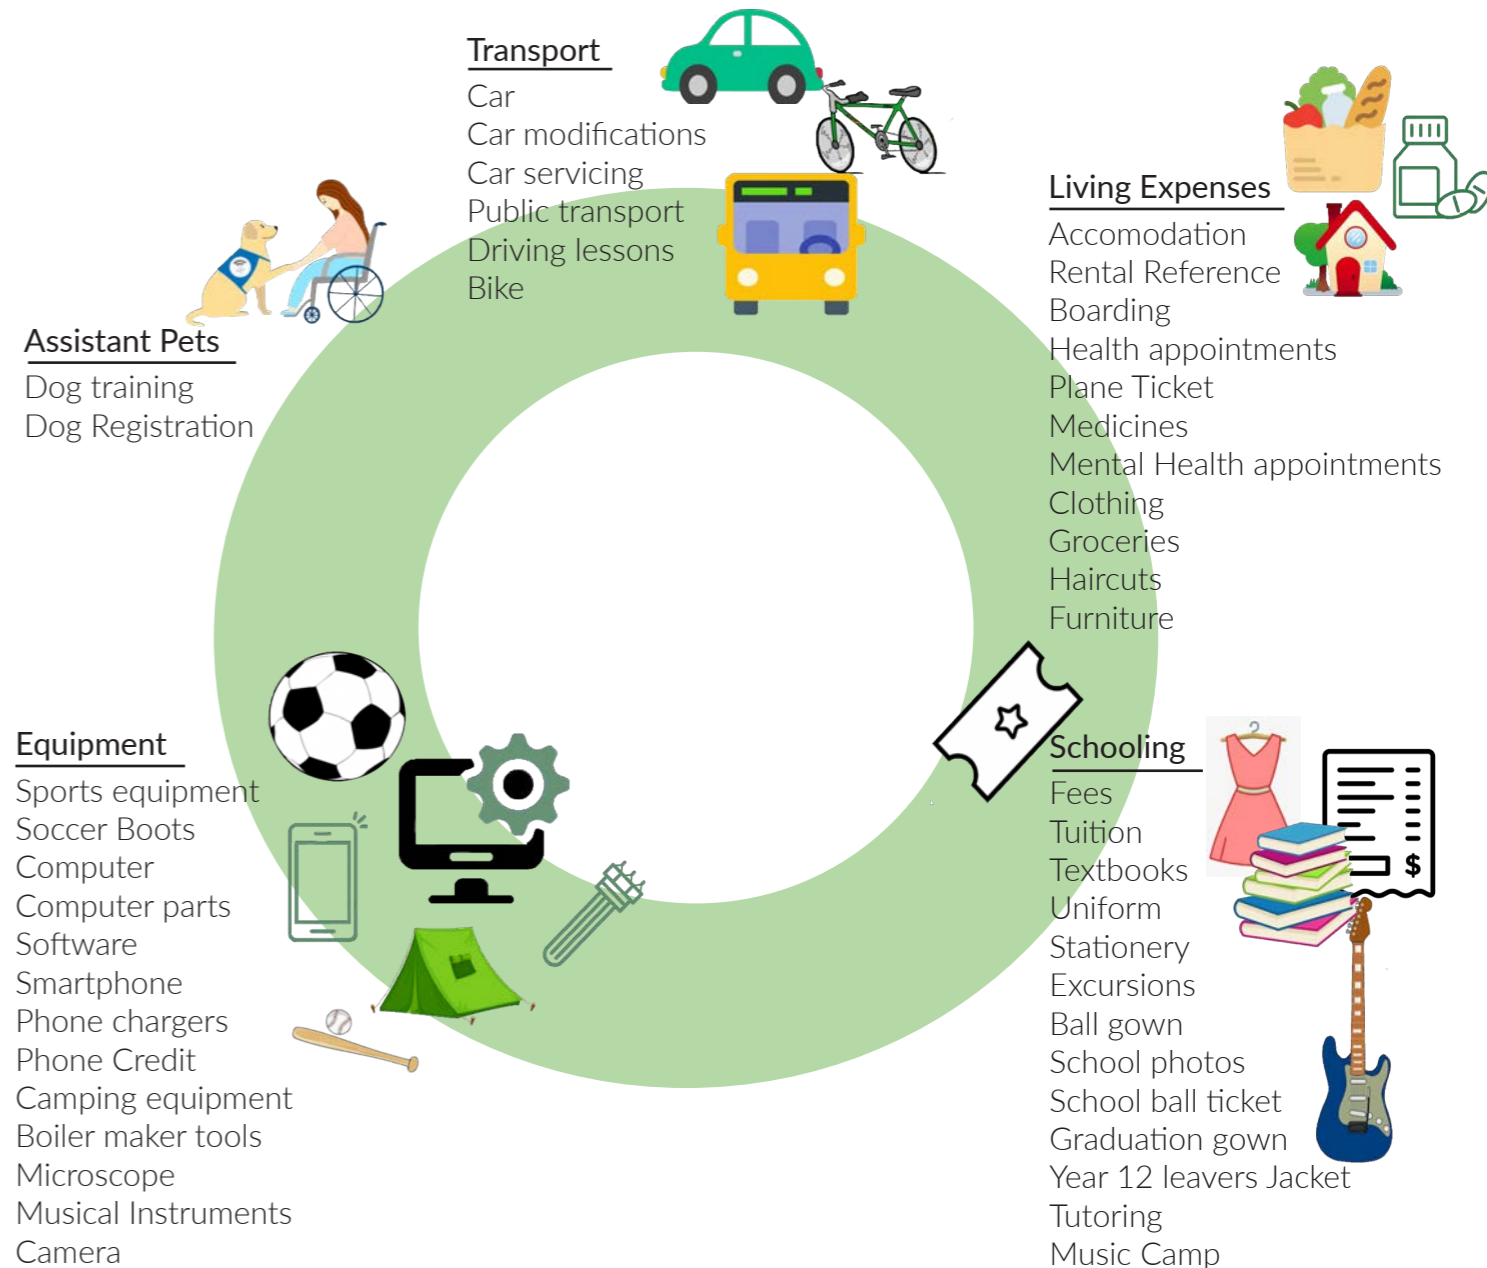 Transport
Car
Car modifications
Car servicing
Public transport
Driving lessons
Bike
Living Expenses
Accomodation
Rental Reference
Boarding
Health appointments
Plane Ticket
Medicines
Mental Health appointments
Clothing
Groceries
Haircuts
Furniture
Assistant Pets
Dog training
Dog Registration
Equipment
Sports equipment
Soccer Boots
Computer
Computer parts
Software
Smartphone
Phone chargers
Phone Credit
Camping equipment
Boiler maker tools
Microscope
Musical Instruments
Camera
Schooling
Fees
Tuition
Textbooks
Uniform
Stationery
Excursions
Ball gown
School photos
School ball ticket
Graduation gown
Year 12 leavers Jacket
Tutoring
Music Camp
$